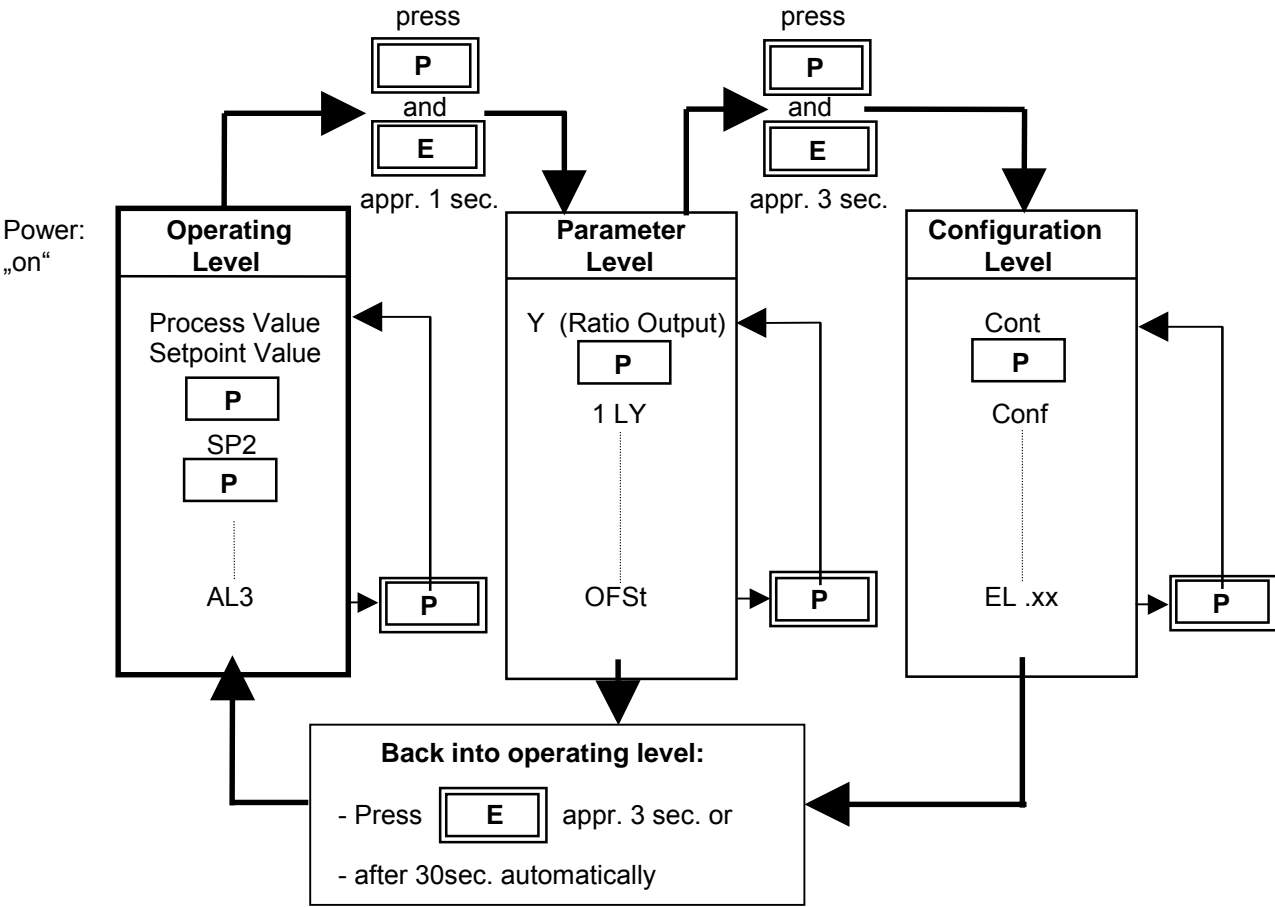 press
P
and
E
appr. 1 sec.
press
P
and
E
appr. 3 sec.
Power:
„on“
Operating
Level
Process Value
Setpoint Value
P
SP2
P
AL3
P
Parameter
Level
Y (Ratio Output)
P
1 LY
OFSt
P
Configuration
Level
Cont
P
Conf
EL .xx
P
Back into operating level:
- Press E appr. 3 sec. or
- after 30sec. automatically